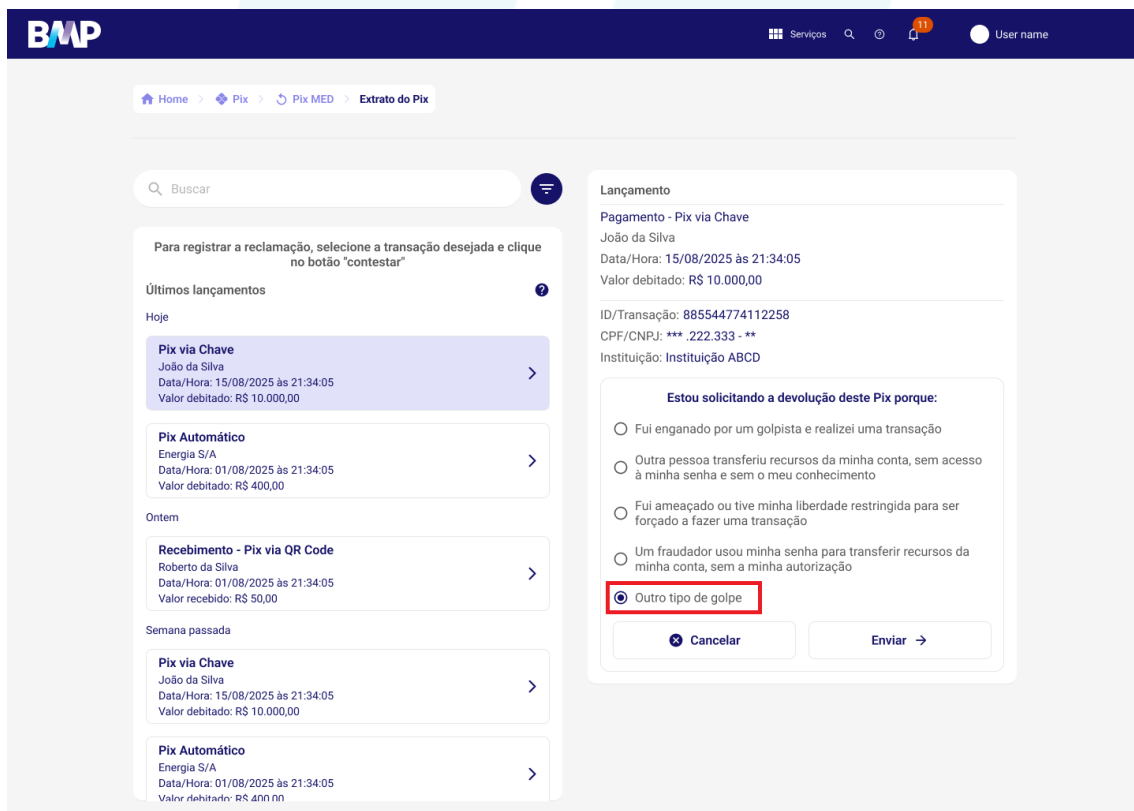 BMP
Serviços
11
User name
Home > Pix > Pix MED > Extrato do Pix
Buscar
Para registrar a reclamação, selecione a transação desejada e clique
no botão "contestar"
Últimos lançamentos
Hoje
Pix via Chave
João da Silva
Data/Hora: 15/08/2025 às 21:34:05
Valor debitado: R$ 10.000,00
Pix Automático
Energia S/A
Data/Hora: 01/08/2025 às 21:34:05
Valor debitado: R$ 400,00
Ontem
Recebimento - Pix via QR Code
Roberto da Silva
Data/Hora: 01/08/2025 às 21:34:05
Valor recebido: R$ 50,00
Semana passada
Pix via Chave
João da Silva
Data/Hora: 15/08/2025 às 21:34:05
Valor debitado: R$ 10.000,00
Pix Automático
Energia S/A
Data/Hora: 01/08/2025 às 21:34:05
Valor debitado: R$ 400,00
Lançamento
Pagamento - Pix via Chave
João da Silva
Data/Hora: 15/08/2025 às 21:34:05
Valor debitado: R$ 10.000,00
ID/Transação: 885544774112258
CPF/CNPJ: *** .222.333 - **
Instituição: Instituição ABCD
Estou solicitando a devolução deste Pix porque:
Fui enganado por um golpista e realizei uma transação
Outra pessoa transferiu recursos da minha conta, sem acesso
à minha senha e sem o meu conhecimento
Fui ameaçado ou tive minha liberdade restringida para ser
forçado a fazer uma transação
Um fraudador usou minha senha para transferir recursos da
minha conta, sem a minha autorização
Outro tipo de golpe
Cancelar
Enviar →